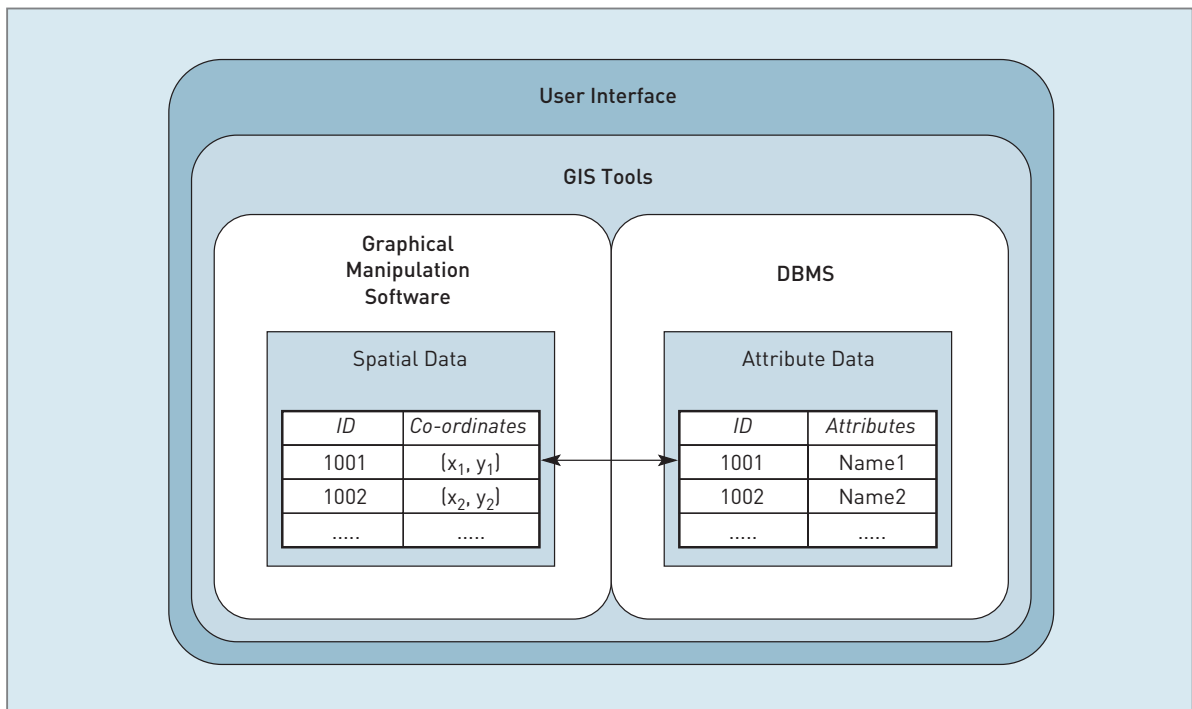 User Interface
GIS Tools
Graphical
Manipulation
Software
Spatial Data
ID Co-ordinates
1001 (x₁, y₁)
1002 (x₂, y₂)
..... .....
DBMS
Attribute Data
ID Attributes
1001 Name1
1002 Name2
..... .....